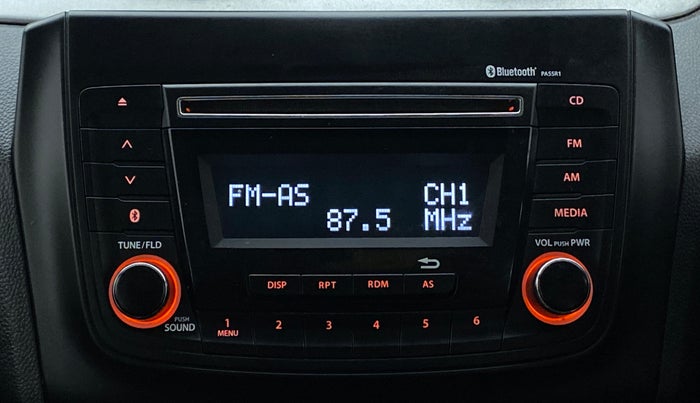 Bluetooth PA55R1
CD
FM
AM
MEDIA
FM-AS CH1
87.5 MHz
TUNE/FLD
VOL PUSH PWR
DISP RPT RDM AS
PUSH
SOUND
1 2 3 4 5 6
MENU